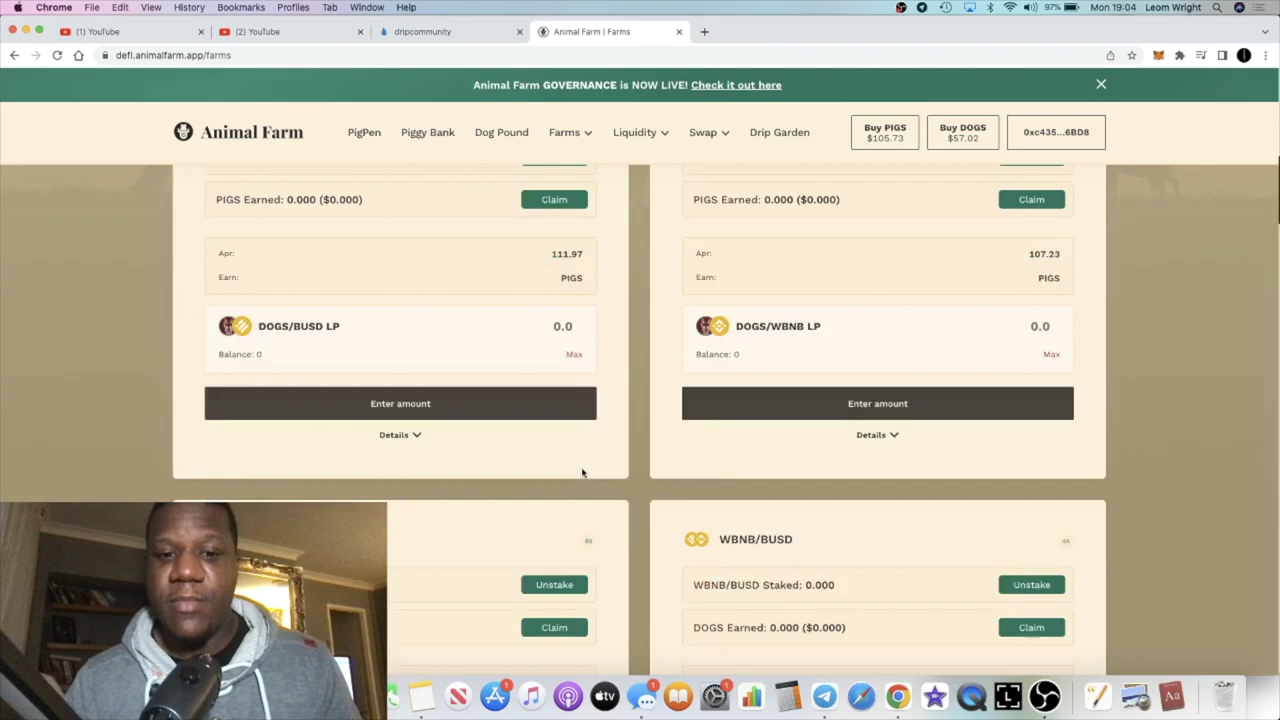 Chrome File Edit View History Bookmarks Profiles Tab Window Help 97% Mon 19:04 Leom Wright
(1) YouTube (2) YouTube dripcommunity Animal Farm | Farms
defi.animalfarm.app/farms
Animal Farm GOVERNANCE is NOW LIVE! Check it out here
Animal Farm PigPen Piggy Bank Dog Pound Farms Liquidity Swap Drip Garden Buy PIGS $105.73 Buy DOGS $57.02 0xc435...6BD8
PIGS Earned: 0.000 ($0.000) Claim PIGS Earned: 0.000 ($0.000) Claim
Apr: 111.97 Apr: 107.23
Earn: PIGS Earn: PIGS
DOGS/BUSD LP 0.0 DOGS/WBNB LP 0.0
Balance: 0 Max Balance: 0 Max
Enter amount Enter amount
Details Details
6X WBNB/BUSD 4X
Unstake WBNB/BUSD Staked: 0.000 Unstake
Claim DOGS Earned: 0.000 ($0.000) Claim